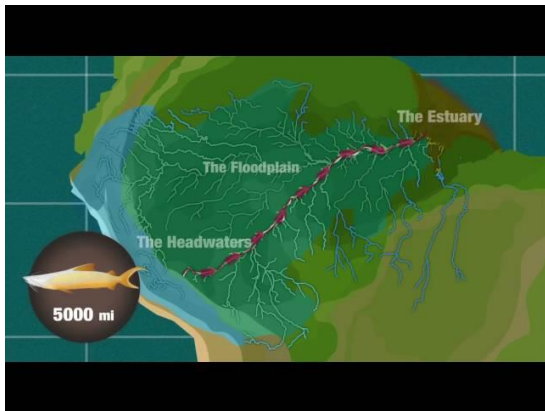 The Estuary
The Floodplain
The Headwaters
5000 mi